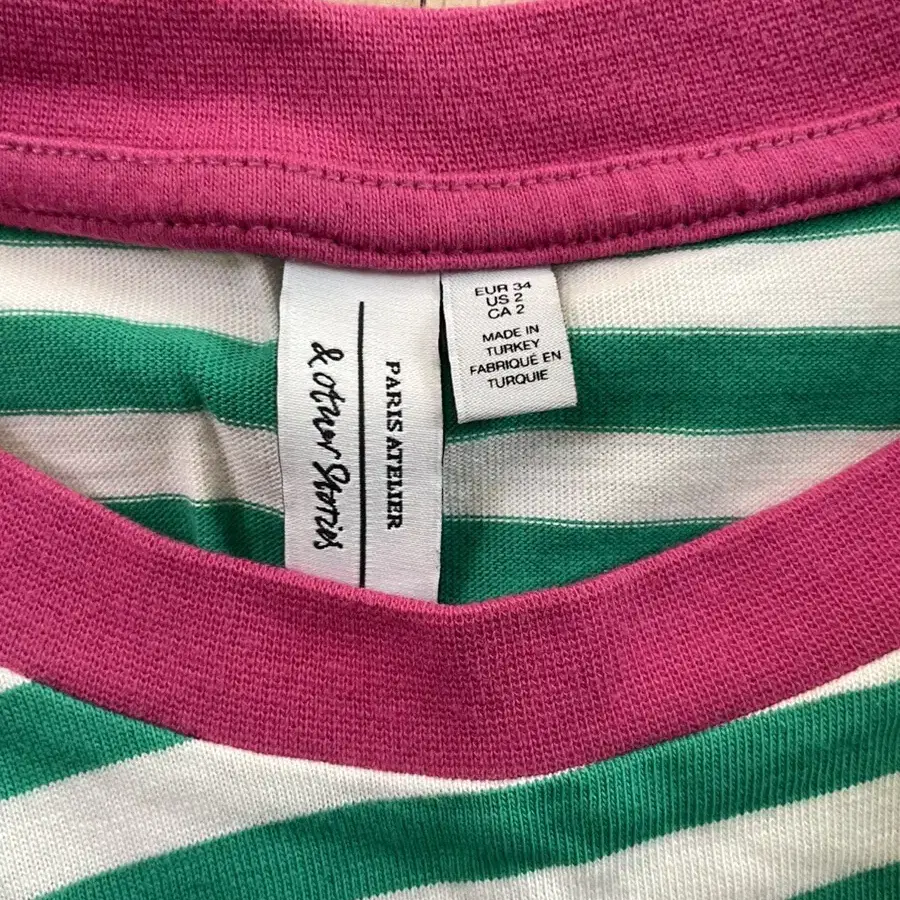 PARIS ATELIER
& other Stories
EUR 34
US 2
CA 2
MADE IN
TURKEY
FABRIQUÉ EN
TURQUIE